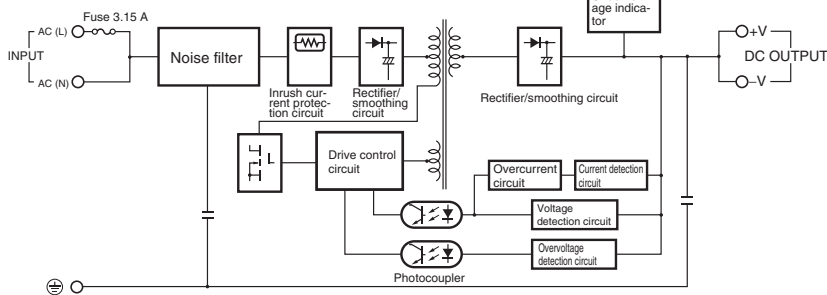 age indica-
tor
Fuse 3.15 A
AC (L)
INPUT
AC (N)
Noise filter
Inrush cur-
rent protec-
tion circuit
Rectifier/
smoothing
circuit
Rectifier/smoothing circuit
+V
DC OUTPUT
–V
Drive control
circuit
Overcurrent
circuit
Current detection
circuit
Voltage
detection circuit
Overvoltage
detection circuit
Photocoupler